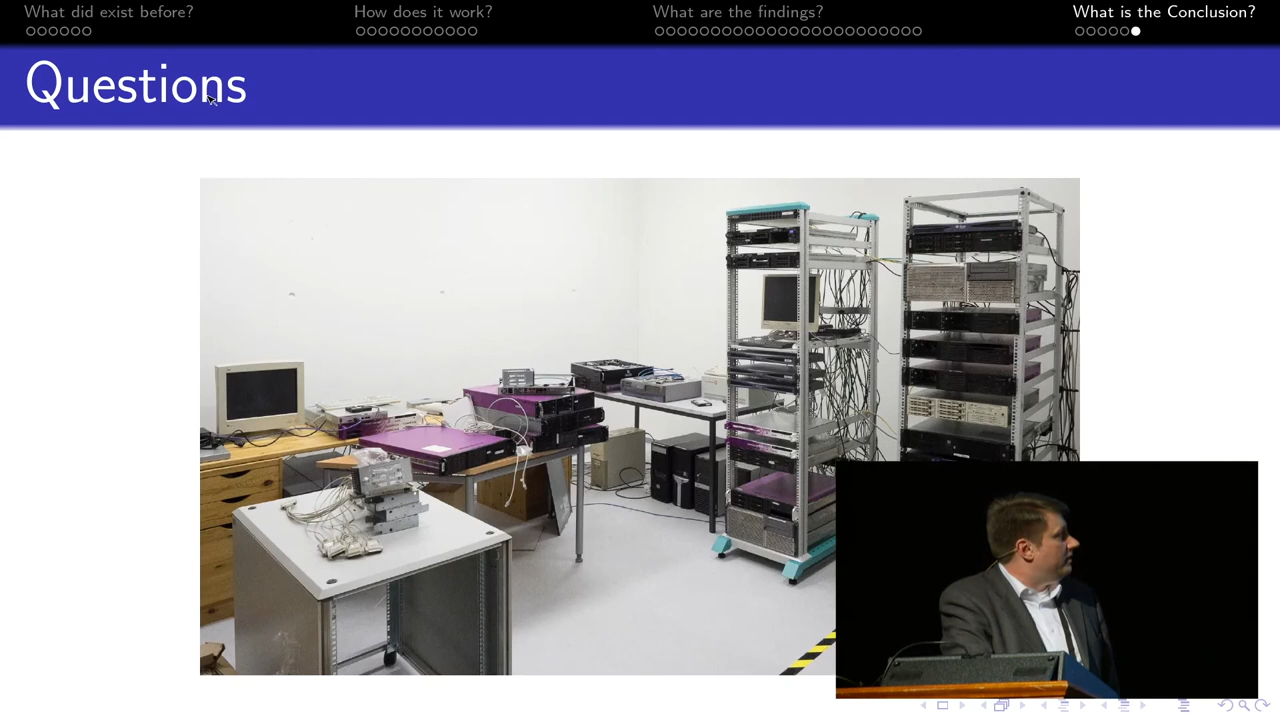 What did exist before?
How does it work?
What are the findings?
What is the Conclusion?
Questions